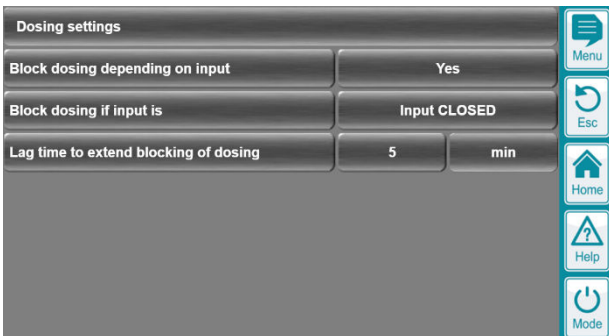 Dosing settings
Menu
Block dosing depending on input Yes
Block dosing if input is Input CLOSED
Esc
Lag time to extend blocking of dosing 5 min
Home
?
Help
Mode